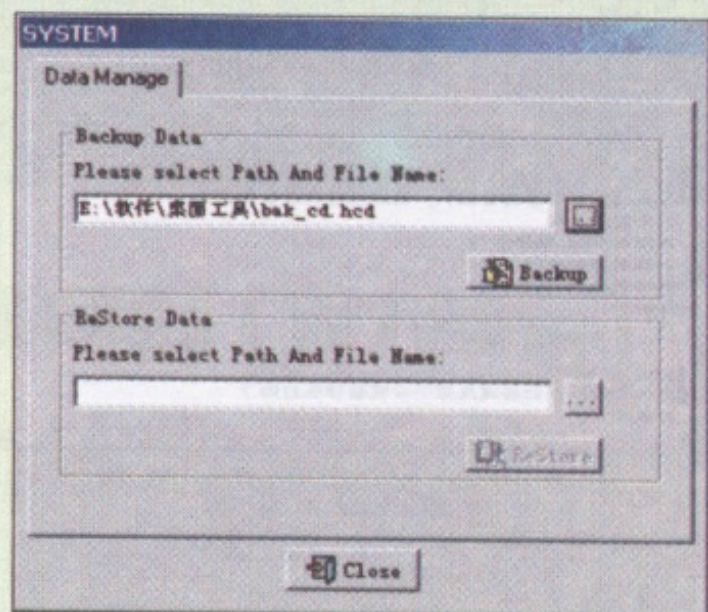 SYSTEM
Data Manage
Backup Data
Please select Path And File Name:
E:\软件\桌面工具\bak_cd.hcd
Backup
ReStore Data
Please select Path And File Name:
...
ReStore
Close